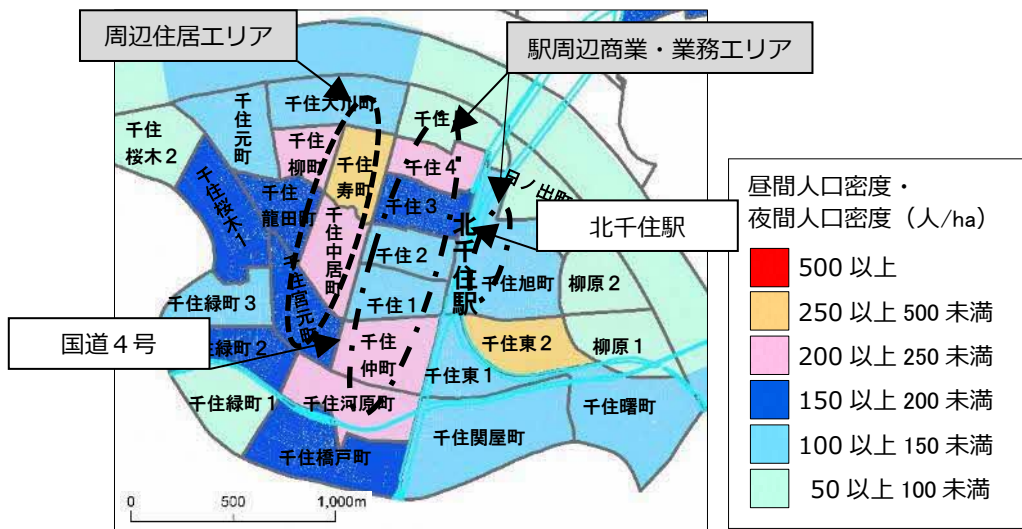 周辺住居エリア
駅周辺商業・業務エリア
千住大川町
千住
千住元町
千住桜木２
千住柳町
千住寿町
千住４
日ノ出町
千住桜木１
千住龍田町
千住３
北千住駅
北千住駅
千住中居町
千住２
千住旭町
柳原２
千住宮元町
千住緑町３
千住１
国道４号
緑町２
千住仲町
千住東２
柳原１
千住東１
千住緑町１
千住河原町
千住曙町
千住関屋町
千住橋戸町
0 500 1,000m
昼間人口密度・
夜間人口密度（人/ha）
500 以上
250 以上 500 未満
200 以上 250 未満
150 以上 200 未満
100 以上 150 未満
50 以上 100 未満